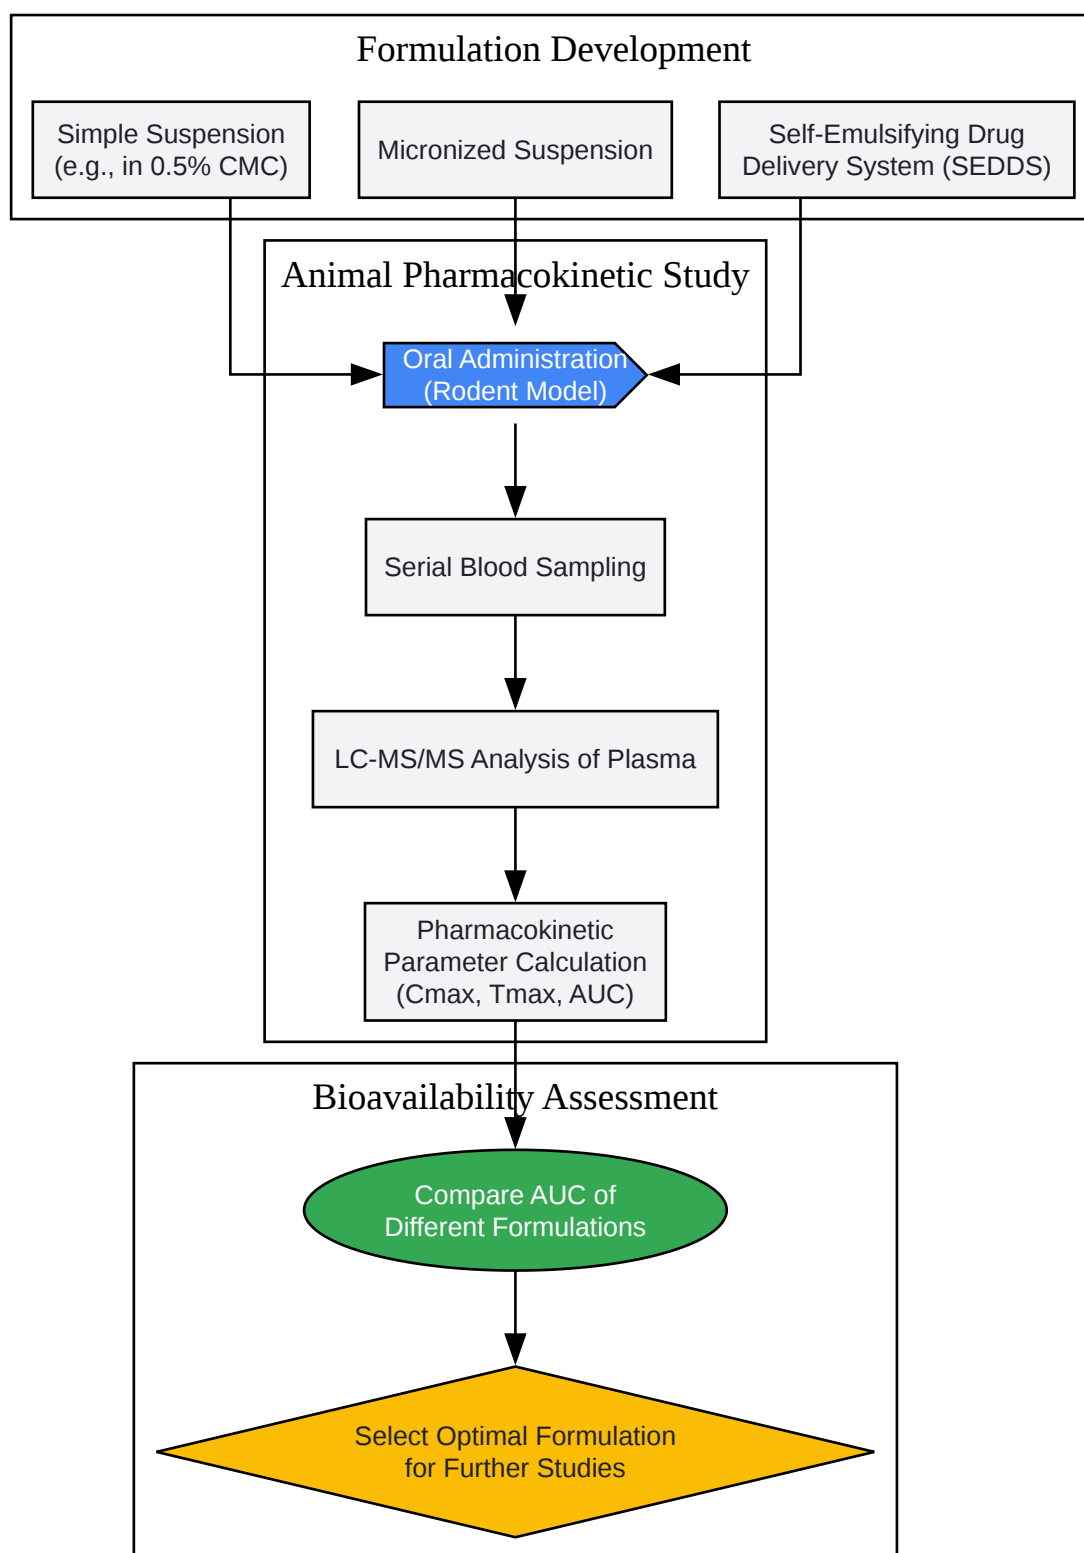 Formulation Development
Simple Suspension
(e.g., in 0.5% CMC)
Micronized Suspension
Self-Emulsifying Drug
Delivery System (SEDDS)
Animal Pharmacokinetic Study
Oral Administration
(Rodent Model)
Serial Blood Sampling
LC-MS/MS Analysis of Plasma
Pharmacokinetic
Parameter Calculation
(Cmax, Tmax, AUC)
Bioavailability Assessment
Compare AUC of
Different Formulations
Select Optimal Formulation
for Further Studies